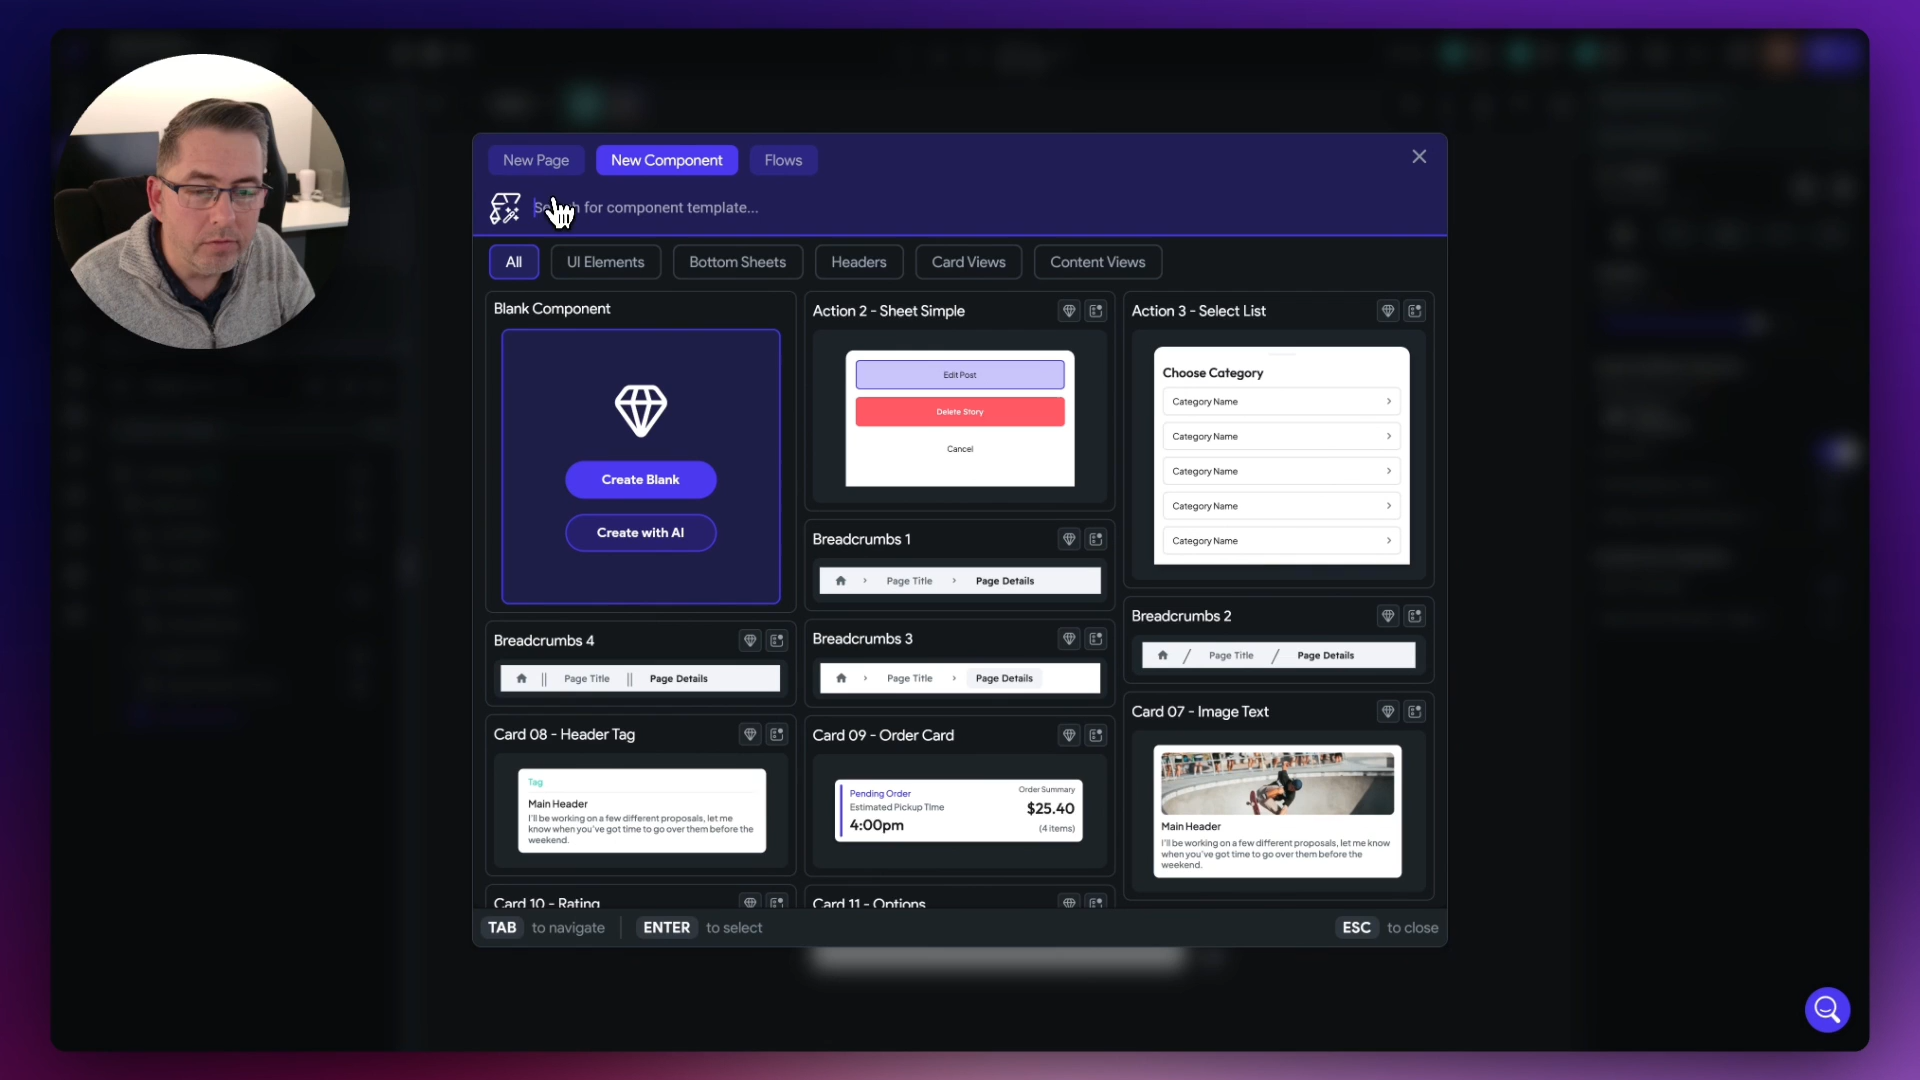 New Page
New Component
Flows
Search for component template...
All
UI Elements
Bottom Sheets
Headers
Card Views
Content Views
Blank Component
Create Blank
Create with AI
Action 2 - Sheet Simple
Edit Post
Delete Story
Cancel
Action 3 - Select List
Choose Category
Category Name
Category Name
Category Name
Category Name
Category Name
Breadcrumbs 1
Page Title
Page Details
Breadcrumbs 2
/ Page Title / Page Details
Breadcrumbs 4
|| Page Title || Page Details
Breadcrumbs 3
Page Title
Page Details
Card 07 - Image Text
Main Header
I'll be working on a few different proposals, let me know
when you've got time to go over them before the
weekend.
Card 08 - Header Tag
Tag
Main Header
I'll be working on a few different proposals, let me
know when you've got time to go over them before the
weekend.
Card 09 - Order Card
Pending Order
Estimated Pickup Time
4:00pm
Order Summary
$25.40
(4 items)
Card 10 - Rating
Card 11 - Options
TAB to navigate
ENTER to select
ESC to close